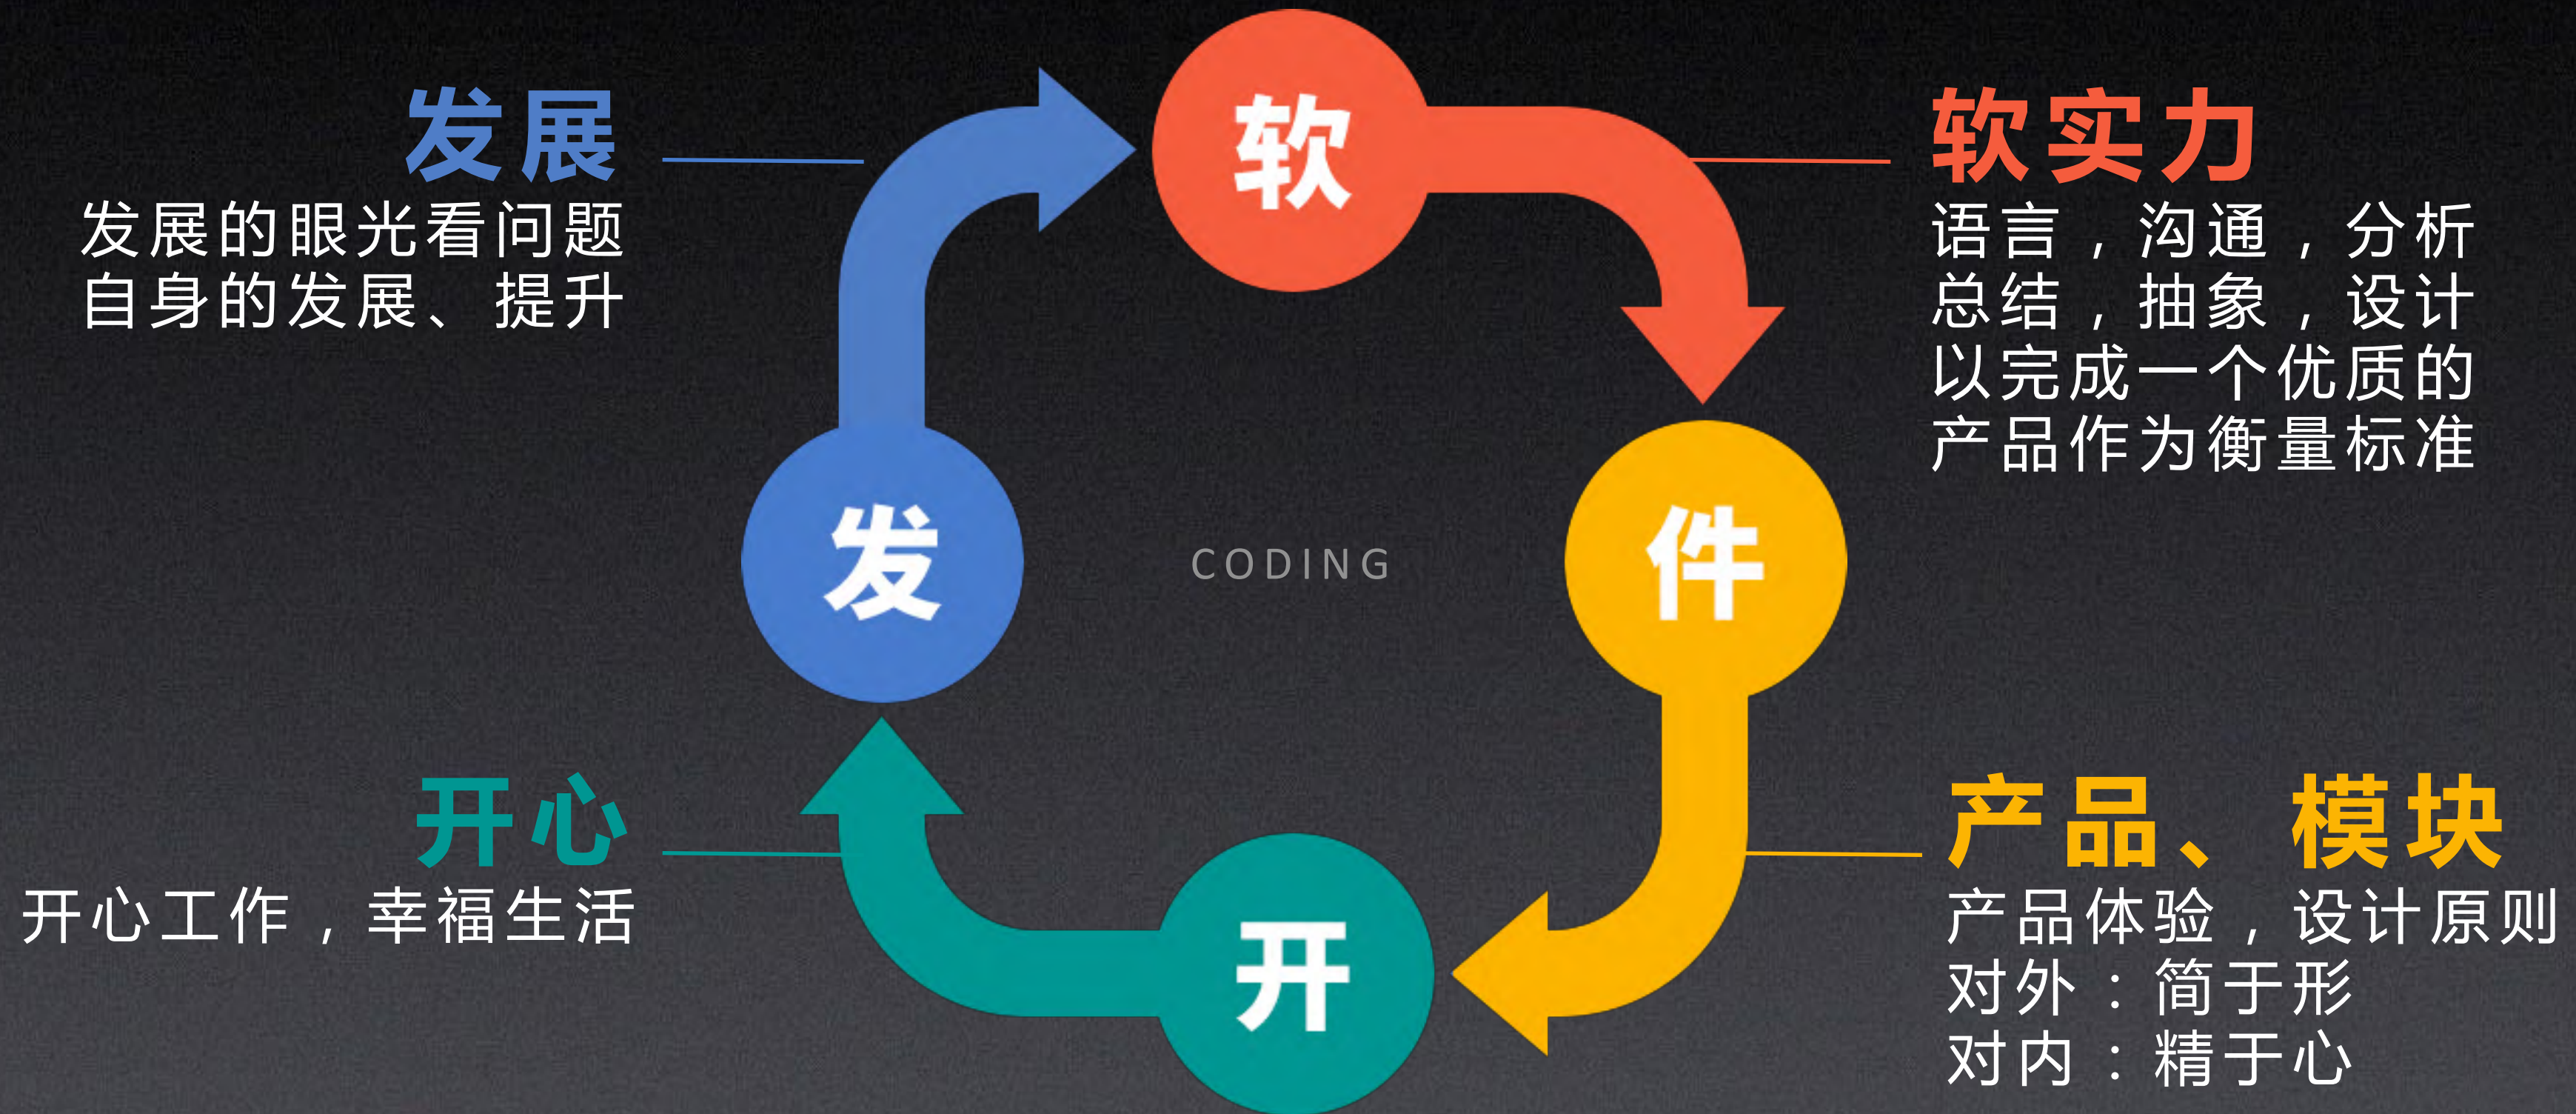 发展
发展的眼光看问题
自身的发展、提升
软
软实力
语言，沟通，分析
总结，抽象，设计
以完成一个优质的
产品作为衡量标准
发
CODING
件
开心
开心工作，幸福生活
开
产品、模块
产品体验，设计原则
对外：简于形
对内：精于心